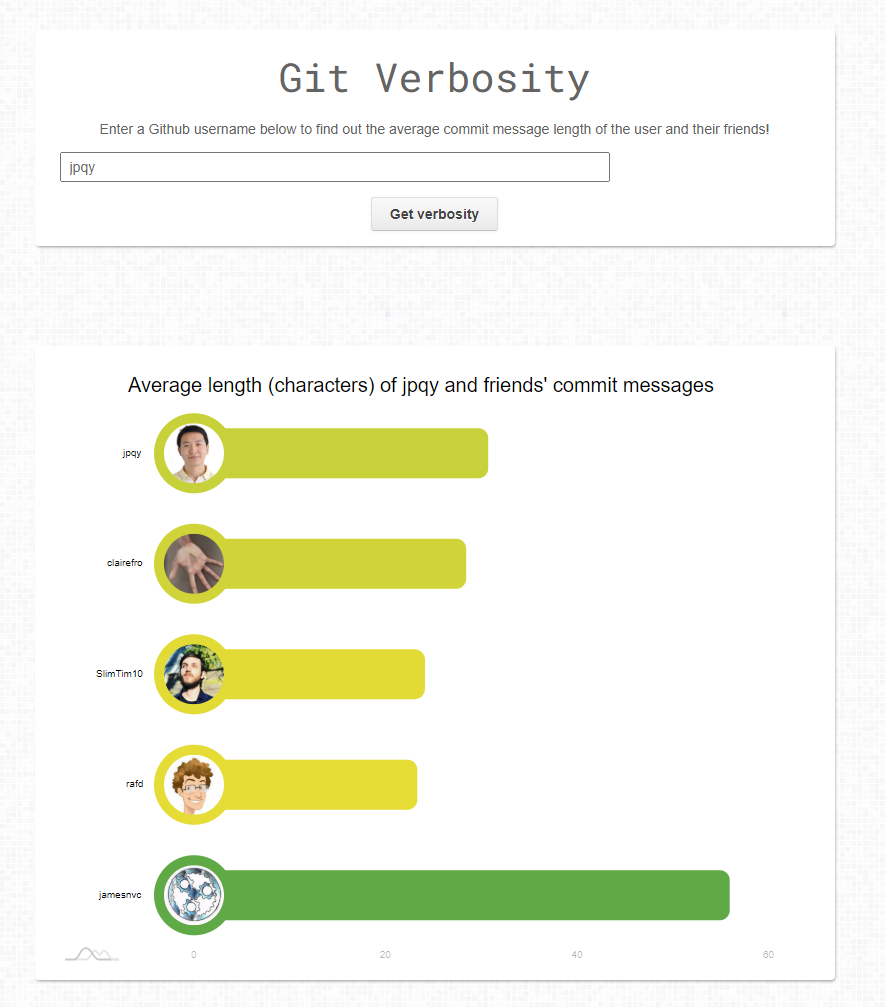 Git Verbosity
Enter a Github username below to find out the average commit message length of the user and their friends!
jpqy
Get verbosity
Average length (characters) of jpqy and friends' commit messages
jpqy
clairefro
SlimTim10
rafd
jamesnvc
0 20 40 60